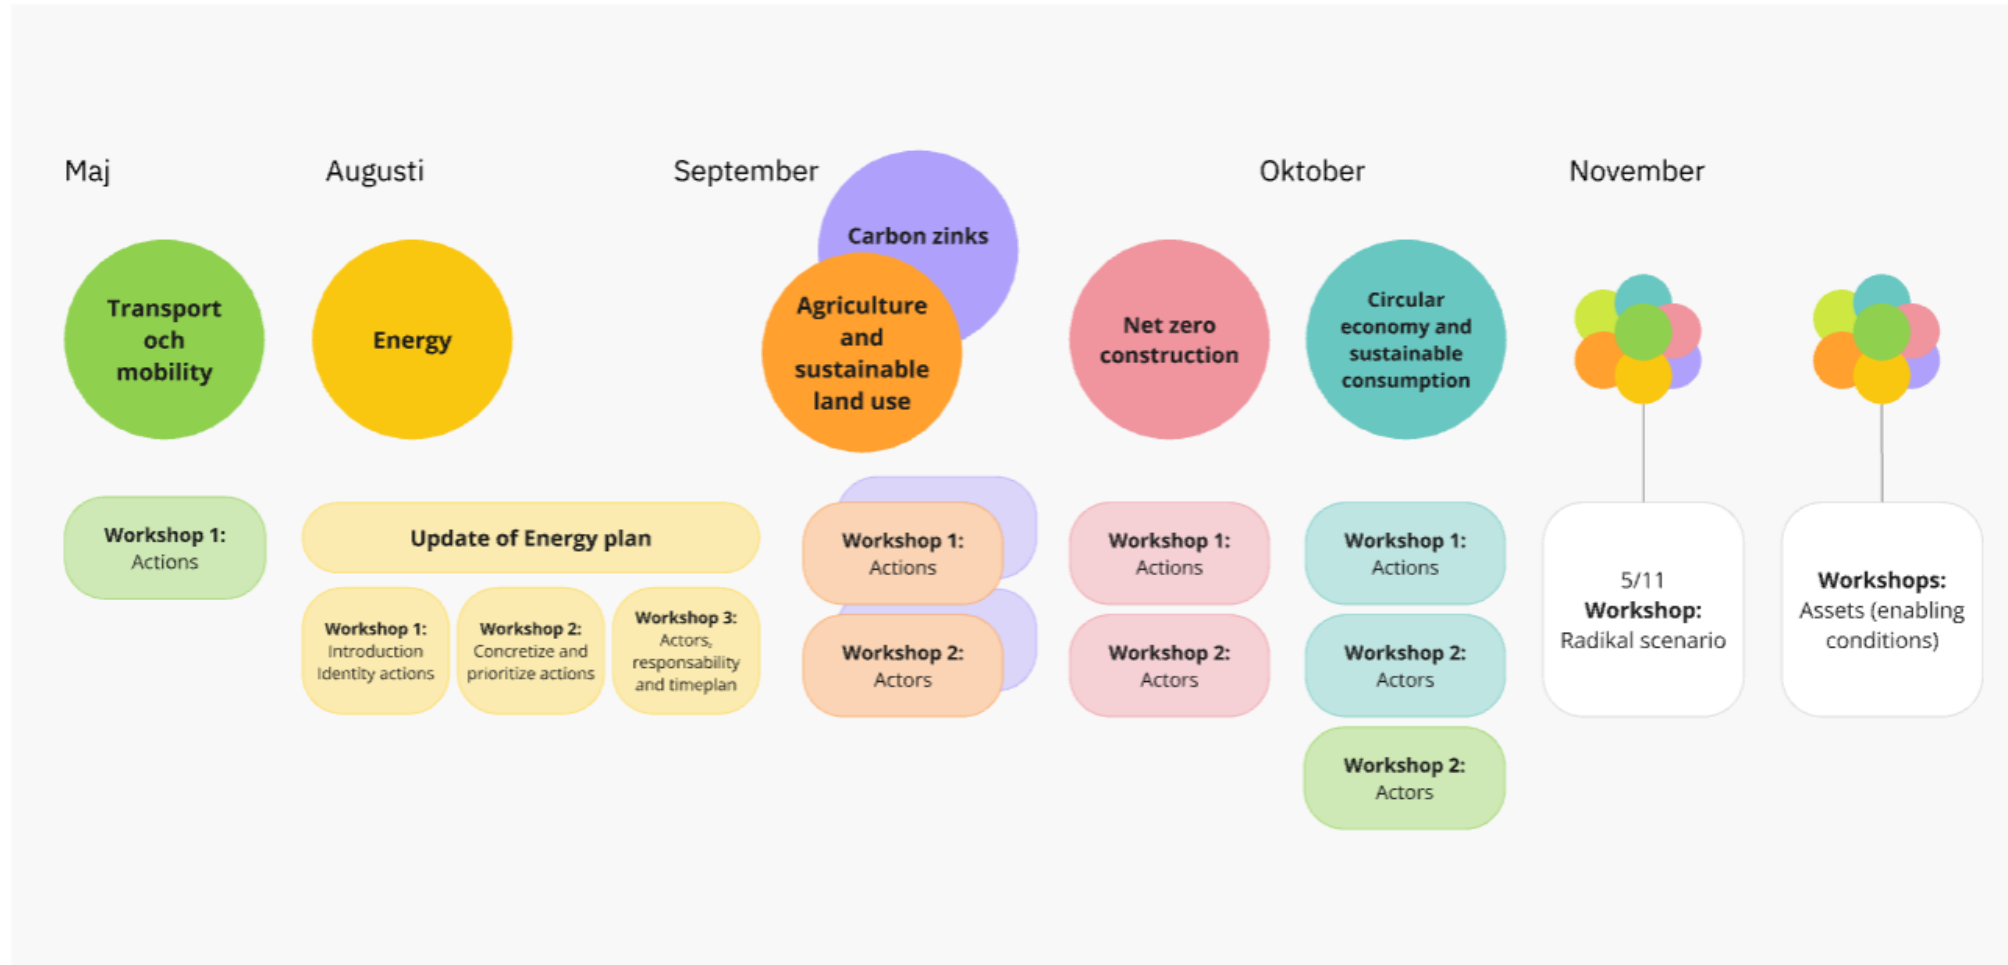 Maj
Augusti
September
Oktober
November
Transport
och
mobility
Energy
Carbon zinks
Agriculture
and
sustainable
land use
Net zero
construction
Circular
economy and
sustainable
consumption
Workshop 1:
Actions
Update of Energy plan
Workshop 1:
Introduction
Identity actions
Workshop 2:
Concretize and
prioritize actions
Workshop 3:
Actors,
responsability
and timeplan
Workshop 1:
Actions
Workshop 2:
Actors
Workshop 1:
Actions
Workshop 2:
Actors
Workshop 1:
Actions
Workshop 2:
Actors
Workshop 2:
Actors
5/11
Workshop:
Radikal scenario
Workshops:
Assets (enabling
conditions)